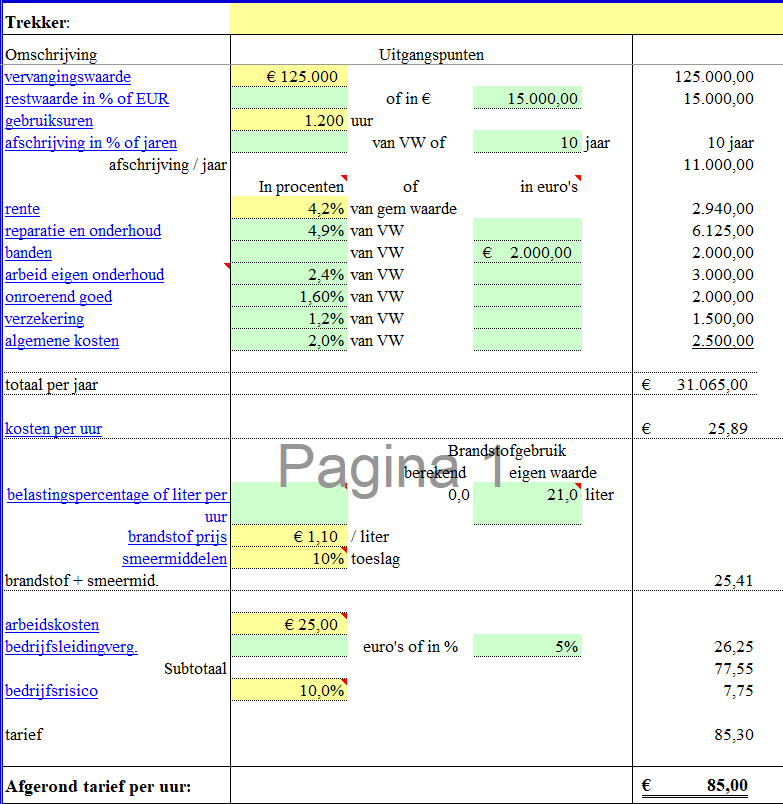 Trekker:
Omschrijving Uitgangspunten
vervangingswaarde € 125.000 125.000,00
restwaarde in % of EUR of in € 15.000,00 15.000,00
gebruiksuren 1.200 uur
afschrijving in % of jaren van VW of 10 jaar 10 jaar
afschrijving / jaar 11.000,00
In procenten of in euro's
rente 4,2% van gem waarde 2.940,00
reparatie en onderhoud 4,9% van VW 6.125,00
banden van VW € 2.000,00 2.000,00
arbeid eigen onderhoud 2,4% van VW 3.000,00
onroerend goed 1,60% van VW 2.000,00
verzekering 1,2% van VW 1.500,00
algemene kosten 2,0% van VW 2.500,00
totaal per jaar € 31.065,00
kosten per uur € 25,89
Pagina 1
Brandstofgebruik
berekend eigen waarde
belastingspercentage of liter per 0,0 21,0 liter
uur
brandstof prijs € 1,10 / liter
smeermiddelen 10% toeslag
brandstof + smeermid. 25,41
arbeidskosten € 25,00
bedrijfsleidingverg. euro's of in % 5% 26,25
Subtotaal 77,55
bedrijfsrisico 10,0% 7,75
tarief 85,30
Afgerond tarief per uur: € 85,00